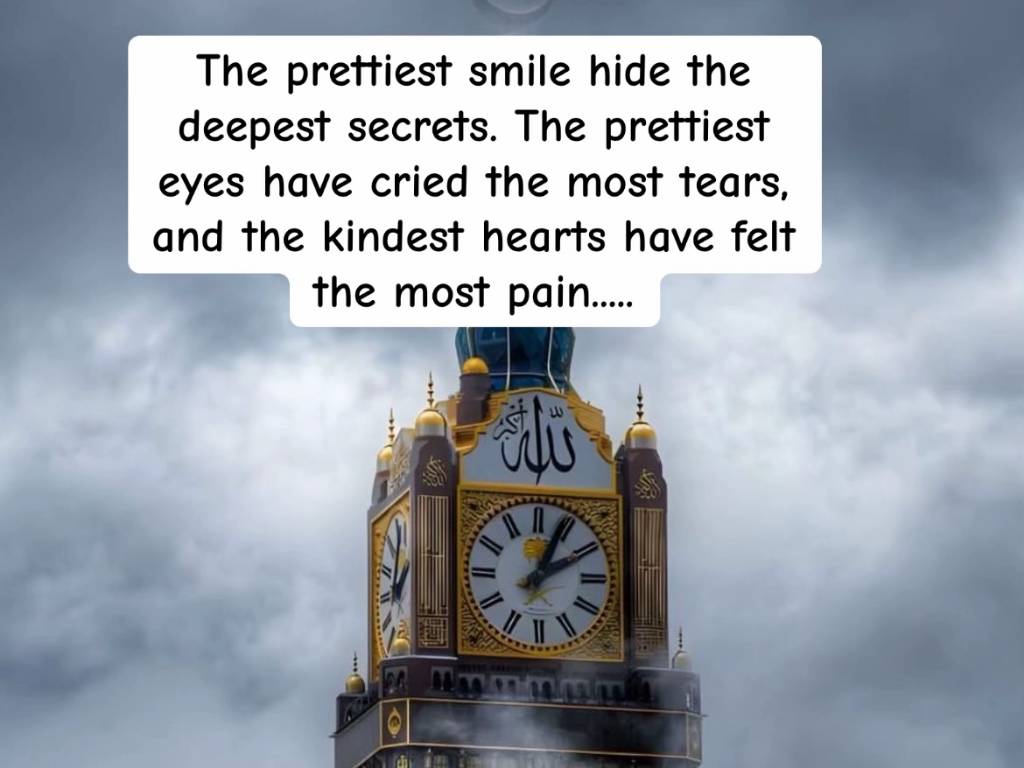 The prettiest smile hide the
deepest secrets. The prettiest
eyes have cried the most tears,
and the kindest hearts have felt
the most pain.....
الله أكبر